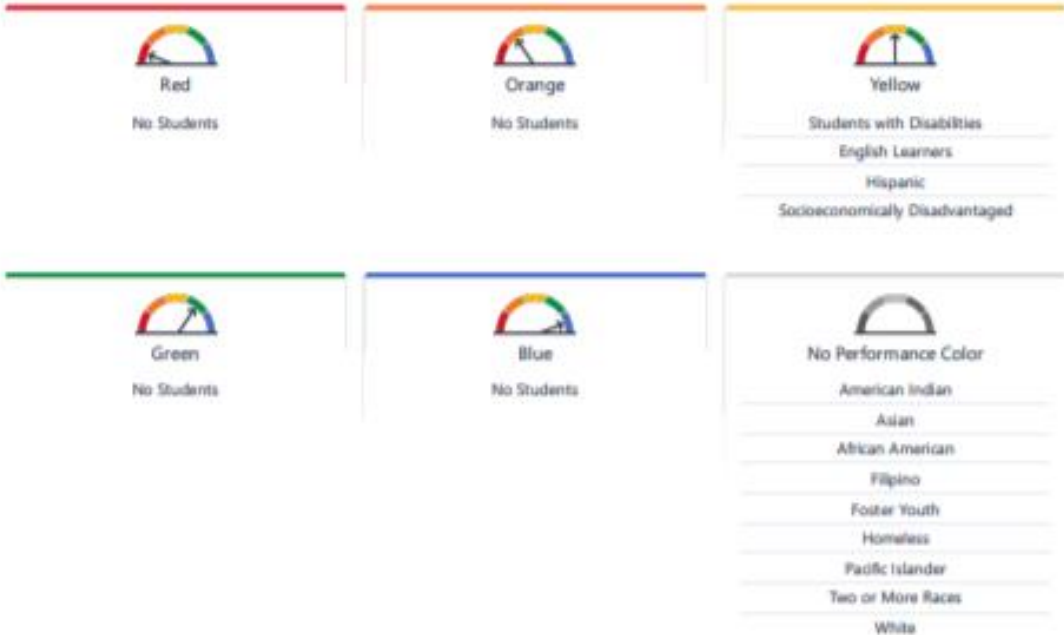 Red
No Students
Orange
No Students
Yellow
Students with Disabilities
English Learners
Hispanic
Socioeconomically Disadvantaged
Green
No Students
Blue
No Students
No Performance Color
American Indian
Asian
African American
Filipino
Foster Youth
Homeless
Pacific Islander
Two or More Races
White